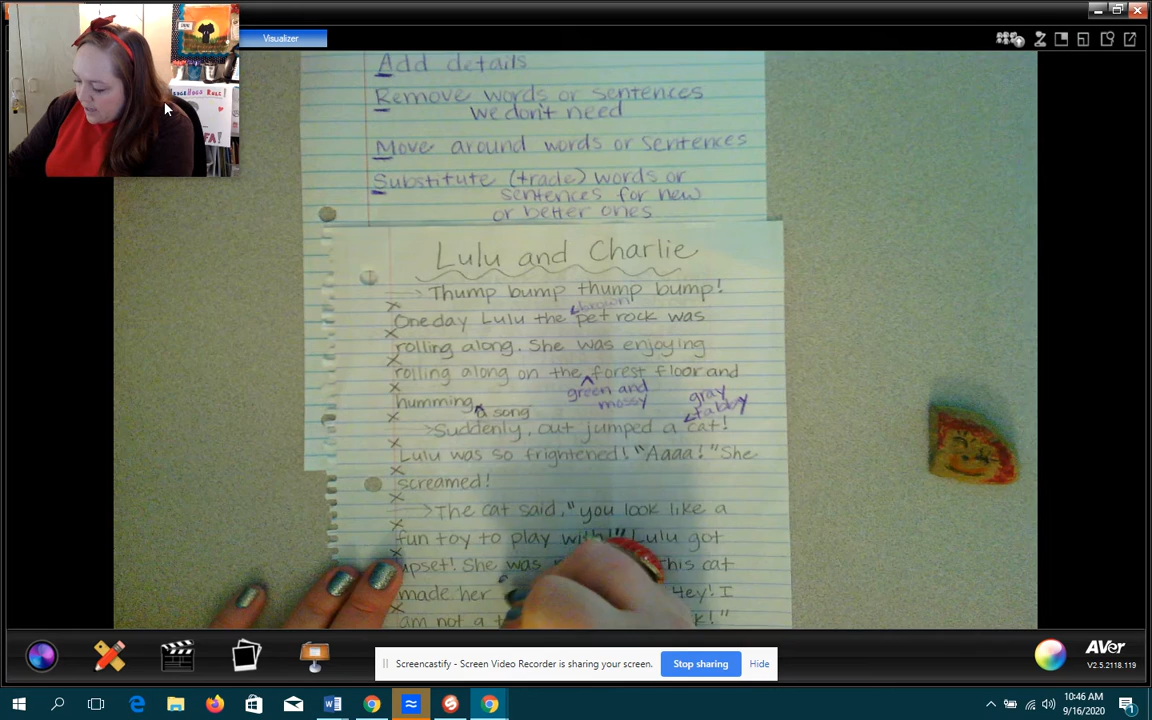 Visualizer
Add details
Remove words or sentences
we don't need
Move around words or sentences
Substitute (trade) words or
sentences for new
or better ones
Lulu and Charlie
Thump bump thump bump!
brown
One day Lulu the pet rock was
rolling along. She was enjoying
rolling along on the forest floor and
green and
mossy
humming
a song
gray
tabby
Suddenly, out jumped a cat!
Lulu was so frightened! "Aaaa!" She
screamed!
The cat said, "you look like a
fun toy to play with!" Lulu got
upset! She was this cat
made her Hey! I
am not a
AVer
V2.5.2118.119
Screencastify - Screen Video Recorder is sharing your screen.
Stop sharing
Hide
10:46 AM
9/16/2020